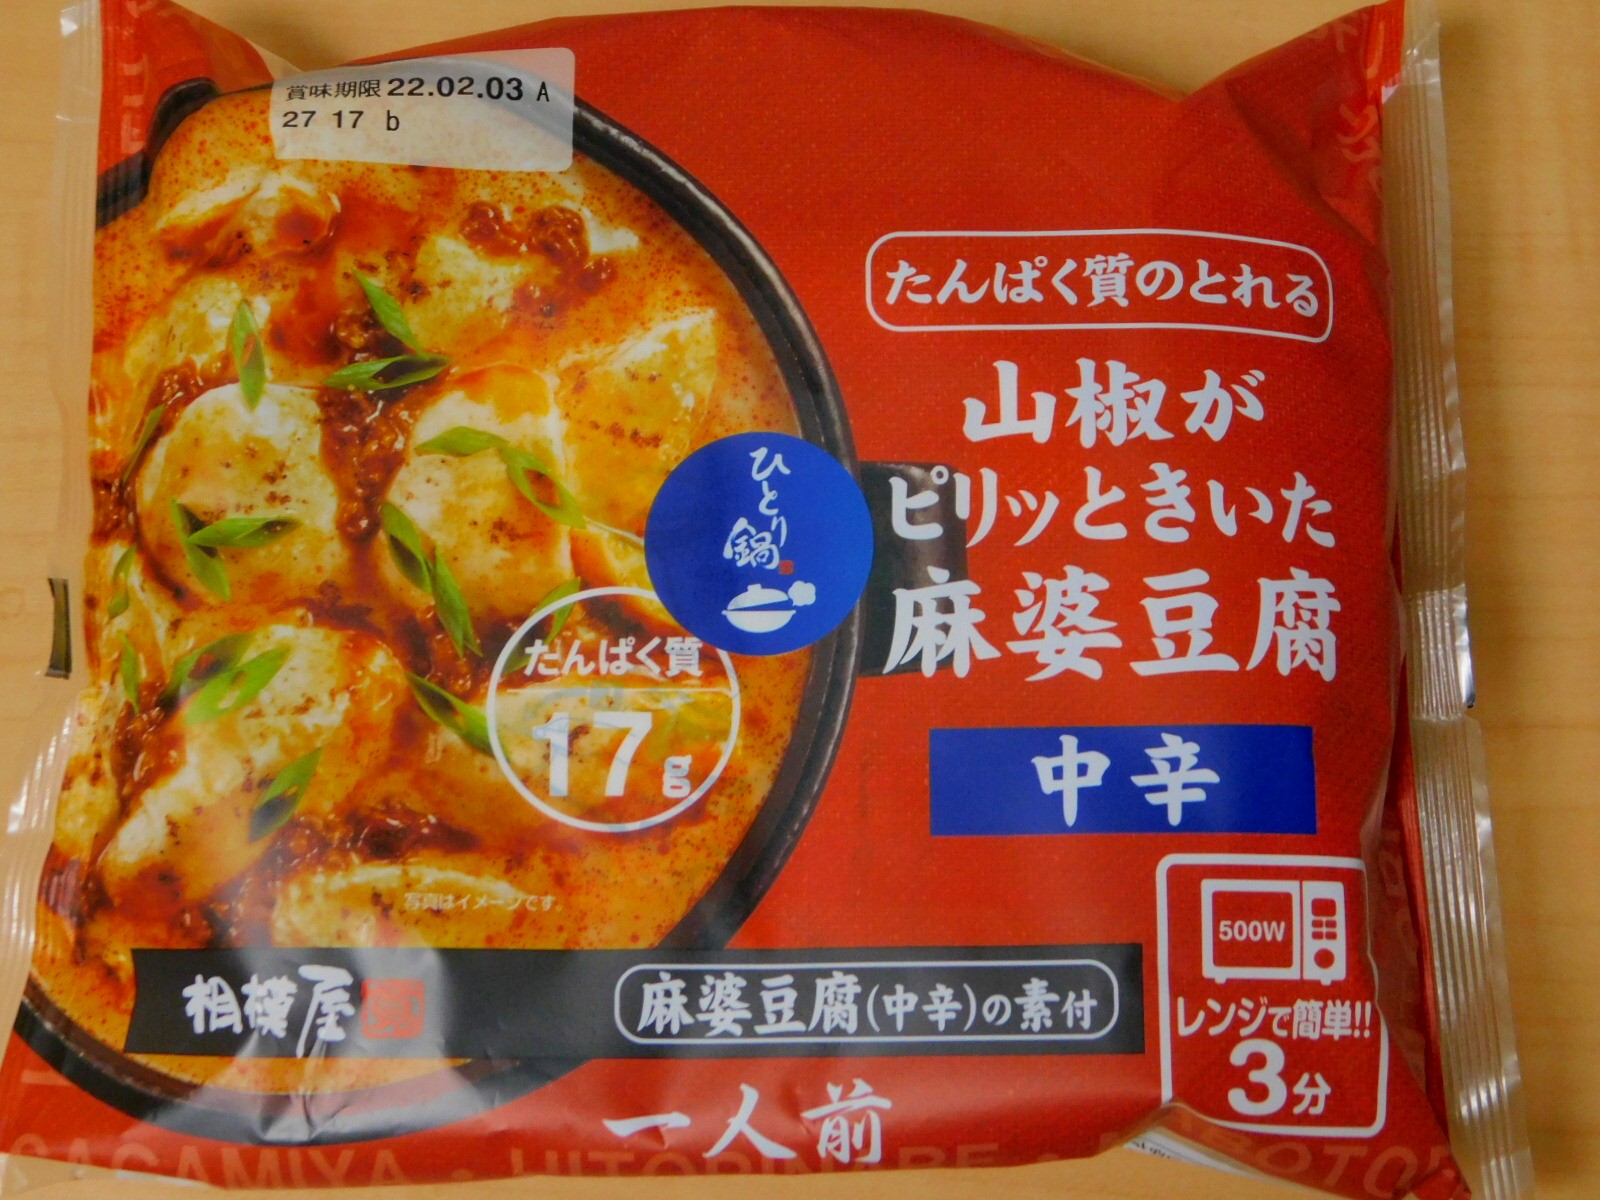 賞味期限 22.02.03 A
27 17 b
たんぱく質のとれる
山椒が
ピリッときいた
麻婆豆腐
中辛
ひとり鍋
たんぱく質
17g
写真はイメージです。
相模屋
麻婆豆腐(中辛)の素付
500W
レンジで簡単!!
3分
一人前
SAGAMIYA